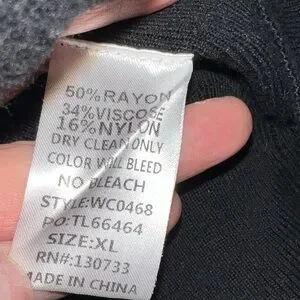 50%RAYON
34%VISCOSE
16%NYLON
DRY CLEAN ONLY
COLOR WILL BLEED
NO BLEACH
STYLE:WC0468
PO:TL66464
SIZE:XL
RN#:130733
MADE IN CHINA